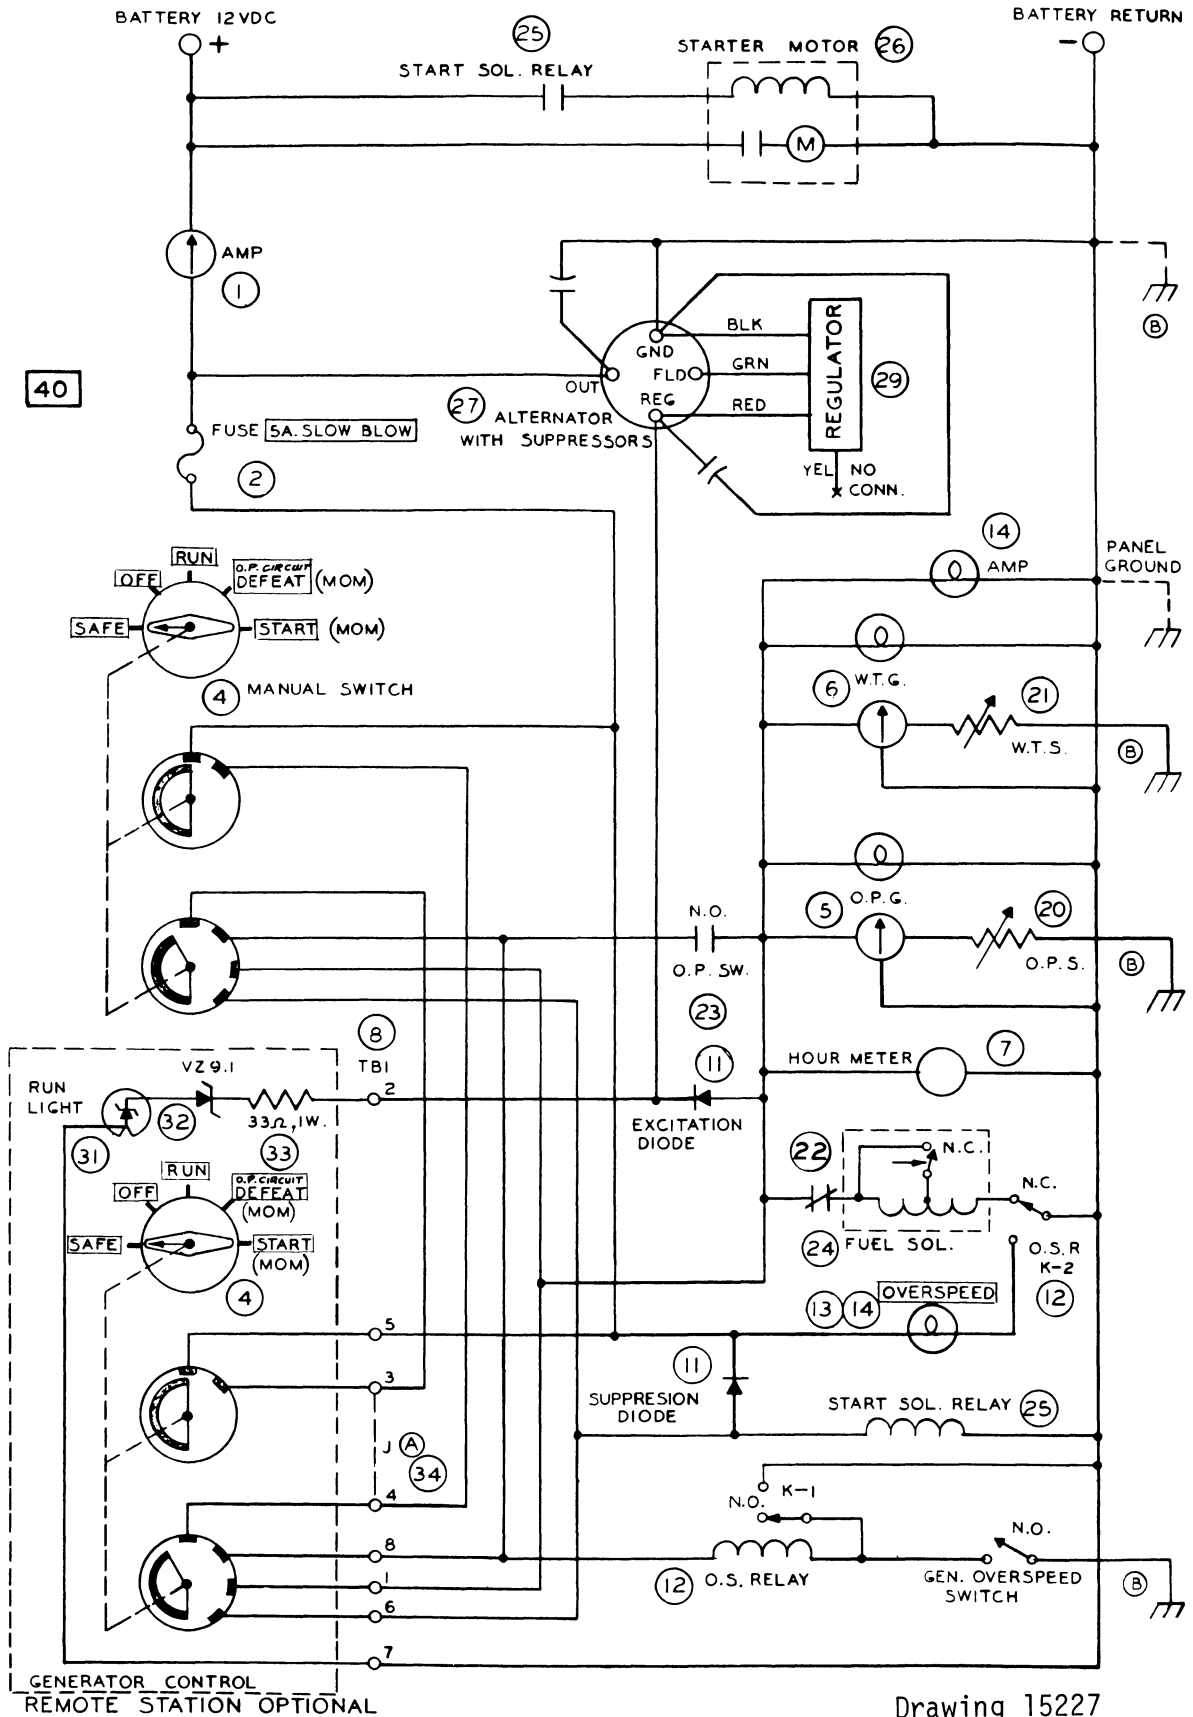 BATTERY 12VDC
+
25
START SOL. RELAY
STARTER MOTOR 26
BATTERY RETURN
-
M
AMP
1
B
BLK
GND
GRN
OUT
FLD
REG
RED
REGULATOR
29
40
27 ALTERNATOR
WITH SUPPRESSORS
YEL NO
CONN.
FUSE 5A. SLOW BLOW
2
14
AMP
PANEL
GROUND
RUN
OFF
O.P. CIRCUIT
DEFEAT (MOM)
SAFE
START (MOM)
4 MANUAL SWITCH
6 W.T.G.
21
W.T.S.
B
5 O.P.G.
20
O.P.S.
B
N.O.
O.P. SW.
23
8
TB1
2
11
EXCITATION
DIODE
HOUR METER
7
RUN
LIGHT
VZ9.1
31
32
33Ω, 1W.
33
22
N.C.
24 FUEL SOL.
N.C.
O.S.R
K-2
12
RUN
OFF
O.P. CIRCUIT
DEFEAT
(MOM)
SAFE
START
(MOM)
4
13 14 OVERSPEED
5
3
11
SUPPRESION
DIODE
START SOL. RELAY 25
J A
34
4
K-1
N.O.
8
1
6
12 O.S. RELAY
N.O.
GEN. OVERSPEED
SWITCH
B
7
GENERATOR CONTROL
REMOTE STATION OPTIONAL
Drawing 15227